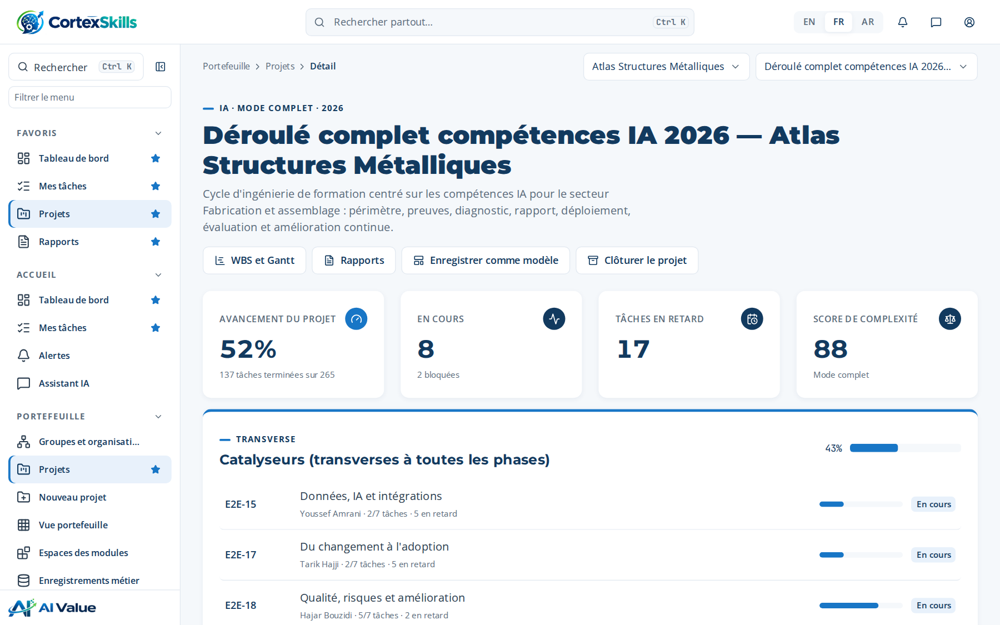 CortexSkills
Rechercher partout...
Ctrl K
EN
FR
AR
Rechercher
Ctrl K
Filtrer le menu
FAVORIS
Tableau de bord
Mes tâches
Projets
Rapports
ACCUEIL
Tableau de bord
Mes tâches
Alertes
Assistant IA
PORTEFEUILLE
Groupes et organisati...
Projets
Nouveau projet
Vue portefeuille
Espaces des modules
Enregistrements métier
AI Value
Portefeuille > Projets > Détail
Atlas Structures Métalliques
Déroulé complet compétences IA 2026...
IA · MODE COMPLET · 2026
Déroulé complet compétences IA 2026 — Atlas
Structures Métalliques
Cycle d'ingénierie de formation centré sur les compétences IA pour le secteur
Fabrication et assemblage : périmètre, preuves, diagnostic, rapport, déploiement,
évaluation et amélioration continue.
WBS et Gantt
Rapports
Enregistrer comme modèle
Clôturer le projet
AVANCEMENT DU PROJET
52%
137 tâches terminées sur 265
EN COURS
8
2 bloquées
TÂCHES EN RETARD
17
SCORE DE COMPLEXITÉ
88
Mode complet
TRANSVERSE
Catalyseurs (transverses à toutes les phases)
43%
E2E-15
Données, IA et intégrations
Youssef Amrani · 2/7 tâches · 5 en retard
En cours
E2E-17
Du changement à l'adoption
Tarik Hajji · 2/7 tâches · 5 en retard
En cours
E2E-18
Qualité, risques et amélioration
Hajar Bouzidi · 5/7 tâches · 2 en retard
En cours